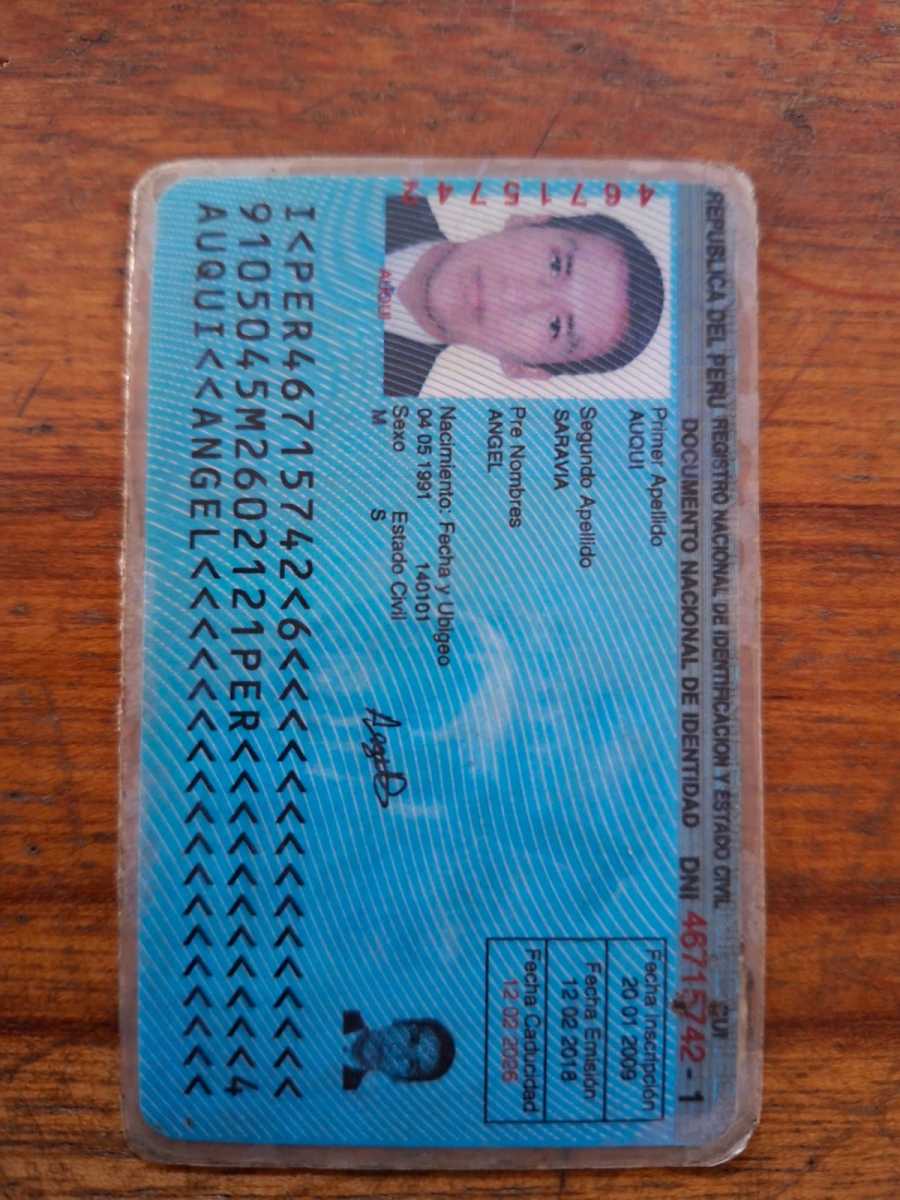 REPUBLICA DEL PERU REGISTRO NACIONAL DE IDENTIFICACION Y ESTADO CIVIL
CUI
DOCUMENTO NACIONAL DE IDENTIDAD DNI 46715742 - 1
46715742
AUQUI
Primer Apellido
AUQUI
Segundo Apellido
SARAVIA
Pre Nombres
ANGEL
Nacimiento: Fecha y Ubigeo
04 05 1991 140101
Sexo Estado Civil
M S
Fecha Inscripción
20 01 2009
Fecha Emisión
12 02 2018
Fecha Caducidad
12 02 2026
I<PER46715742<6<<<<<<<<<<<<<<<
9105045M2602121PER<<<<<<<<<<<4
AUQUI<<ANGEL<<<<<<<<<<<<<<<<<<